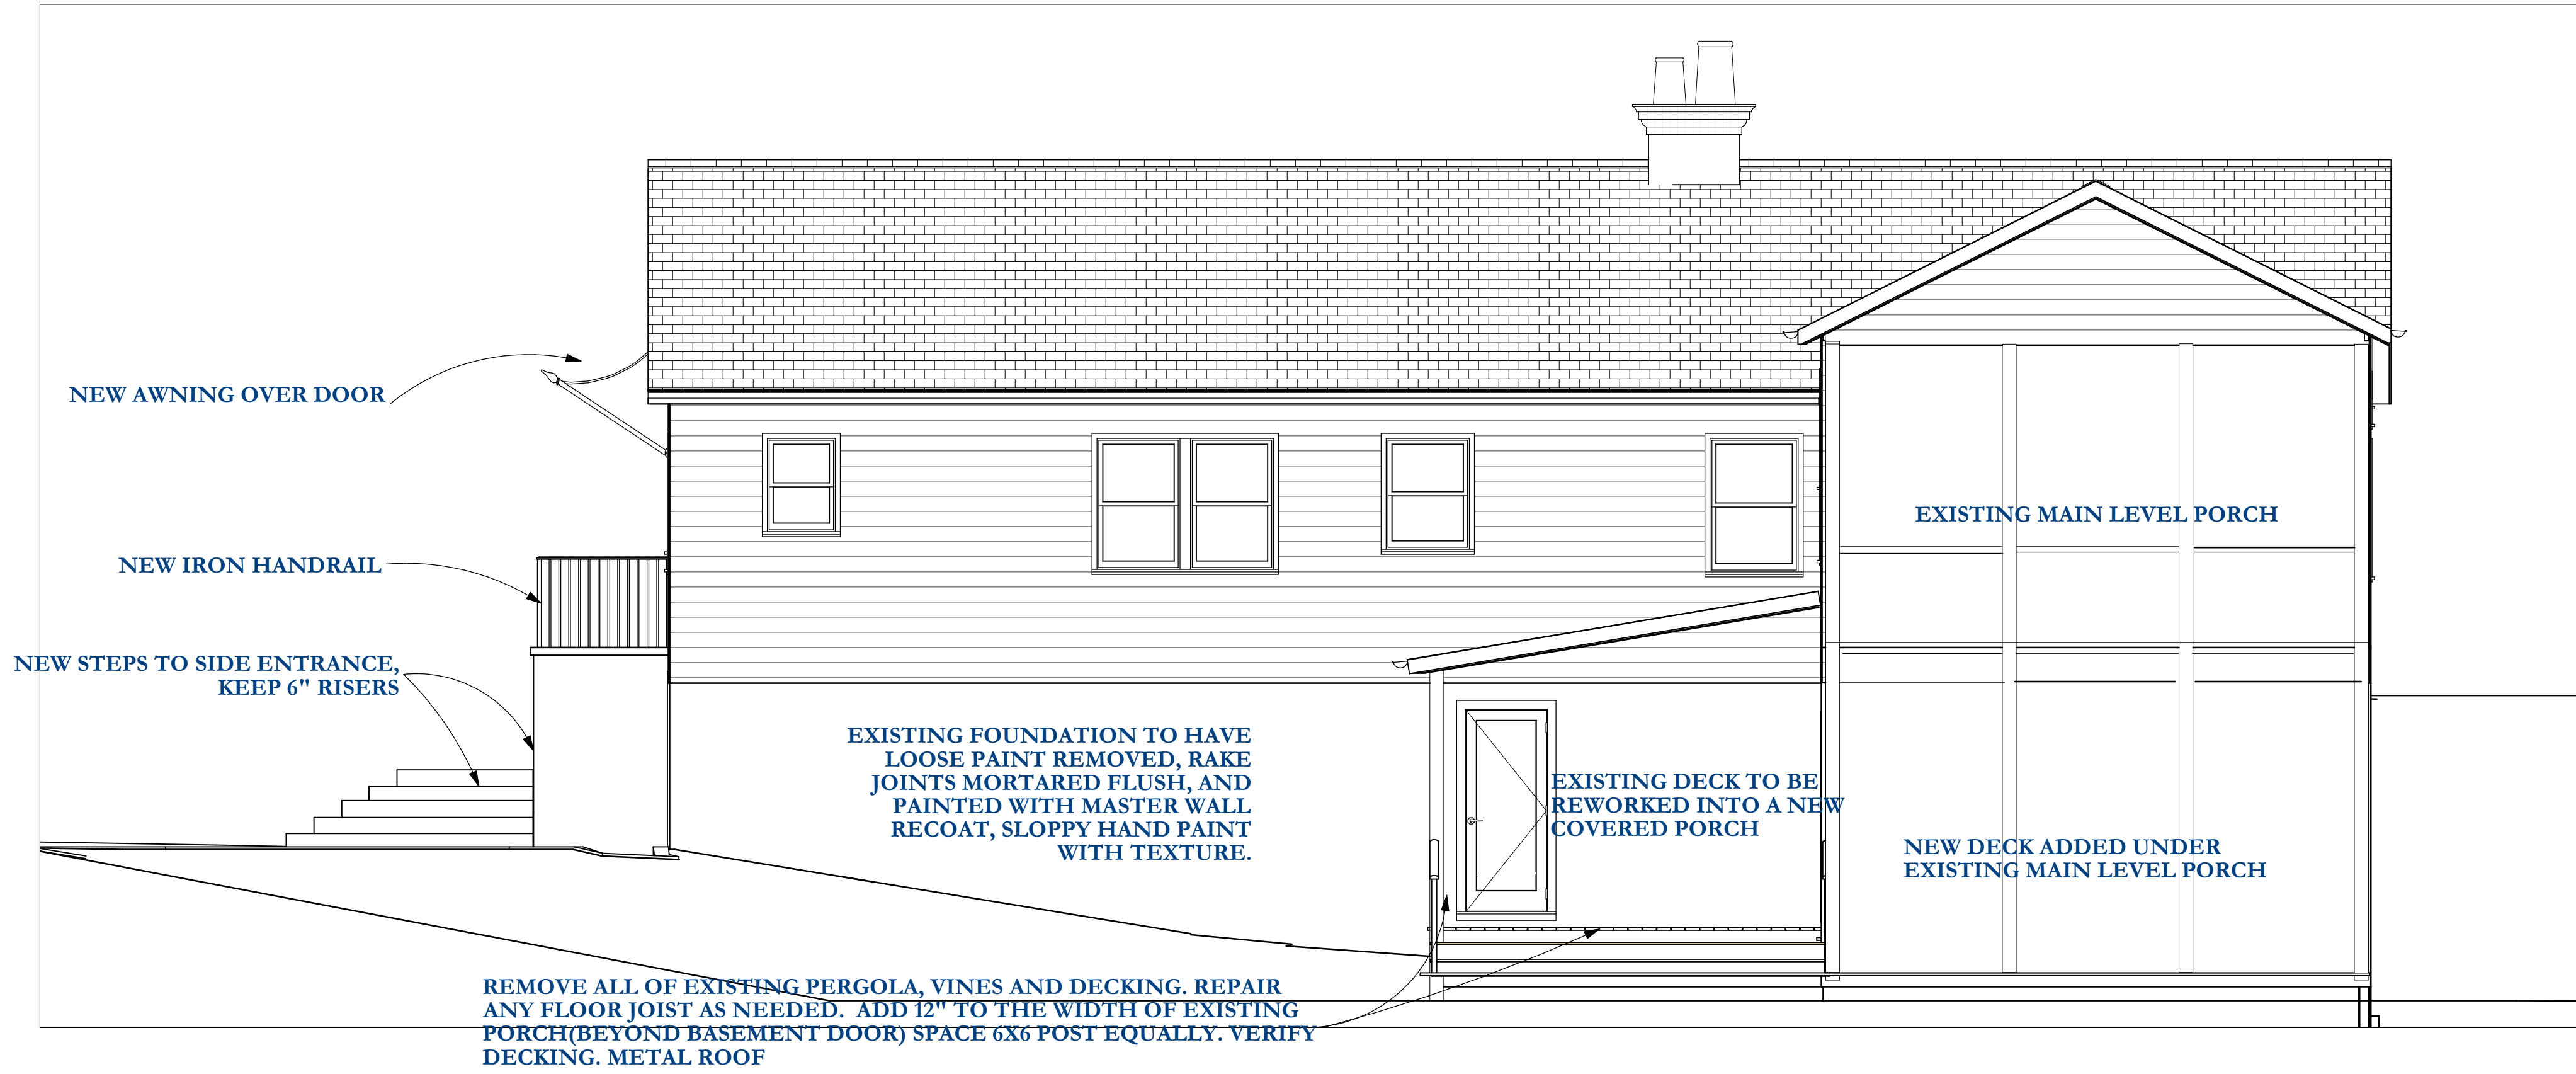 NEW AWNING OVER DOOR
NEW IRON HANDRAIL
NEW STEPS TO SIDE ENTRANCE,
KEEP 6" RISERS
EXISTING MAIN LEVEL PORCH
EXISTING FOUNDATION TO HAVE
LOOSE PAINT REMOVED, RAKE
JOINTS MORTARED FLUSH, AND
PAINTED WITH MASTER WALL
RECOAT, SLOPPY HAND PAINT
WITH TEXTURE.
EXISTING DECK TO BE
REWORKED INTO A NEW
COVERED PORCH
NEW DECK ADDED UNDER
EXISTING MAIN LEVEL PORCH
REMOVE ALL OF EXISTING PERGOLA, VINES AND DECKING. REPAIR
ANY FLOOR JOIST AS NEEDED.  ADD 12" TO THE WIDTH OF EXISTING
PORCH(BEYOND BASEMENT DOOR) SPACE 6X6 POST EQUALLY. VERIFY
DECKING. METAL ROOF